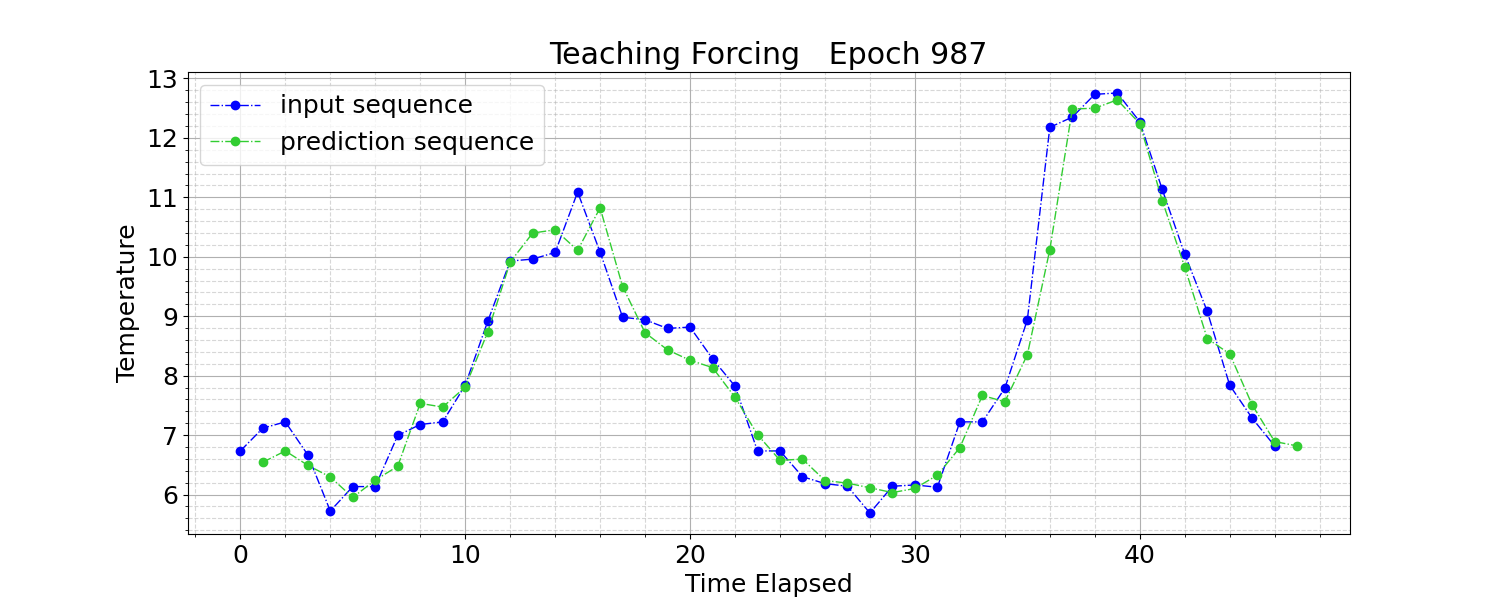 Teaching Forcing   Epoch 987
13
12
11
10
9
8
7
6
Temperature
input sequence
prediction sequence
0 10 20 30 40
Time Elapsed